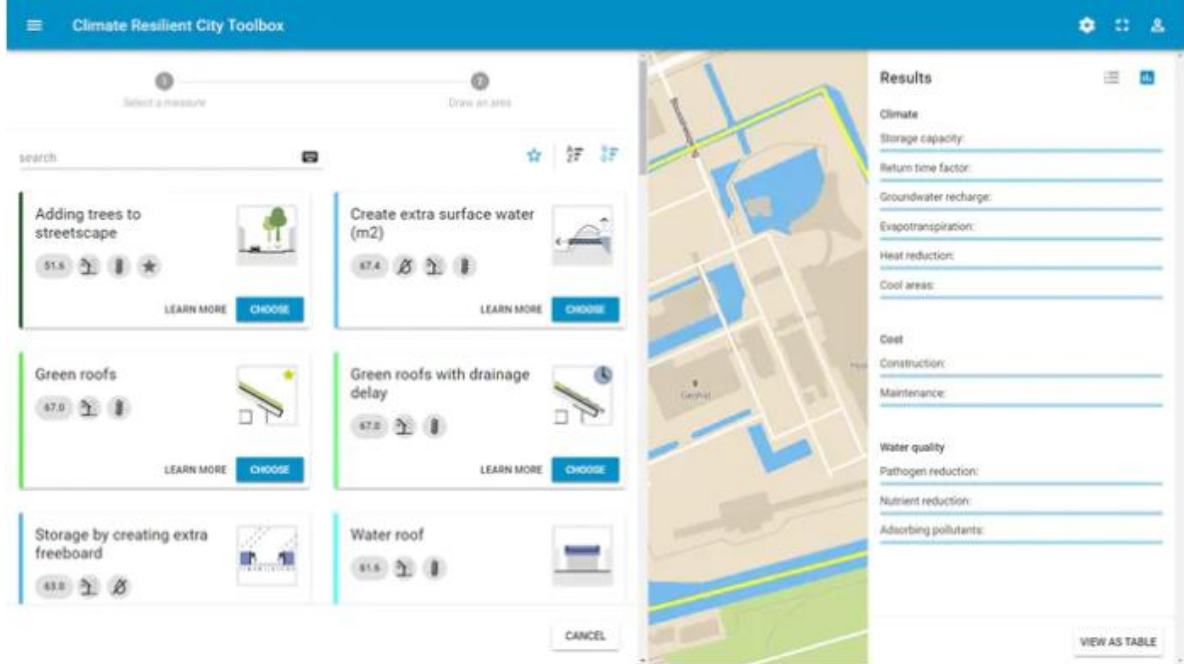 Climate Resilient City Toolbox
1
2
Select a measure
Draw an area
search
Adding trees to
streetscape
51.6
LEARN MORE
CHOOSE
Create extra surface water
(m2)
67.4
LEARN MORE
CHOOSE
Green roofs
67.0
LEARN MORE
CHOOSE
Green roofs with drainage
delay
67.0
LEARN MORE
CHOOSE
Storage by creating extra
freeboard
63.0
Water roof
61.6
CANCEL
Results
Climate
Storage capacity:
Return time factor:
Groundwater recharge:
Evapotranspiration:
Heat reduction:
Cool areas:
Cost
Construction:
Maintenance:
Water quality
Pathogen reduction:
Nutrient reduction:
Adsorbing pollutants:
VIEW AS TABLE